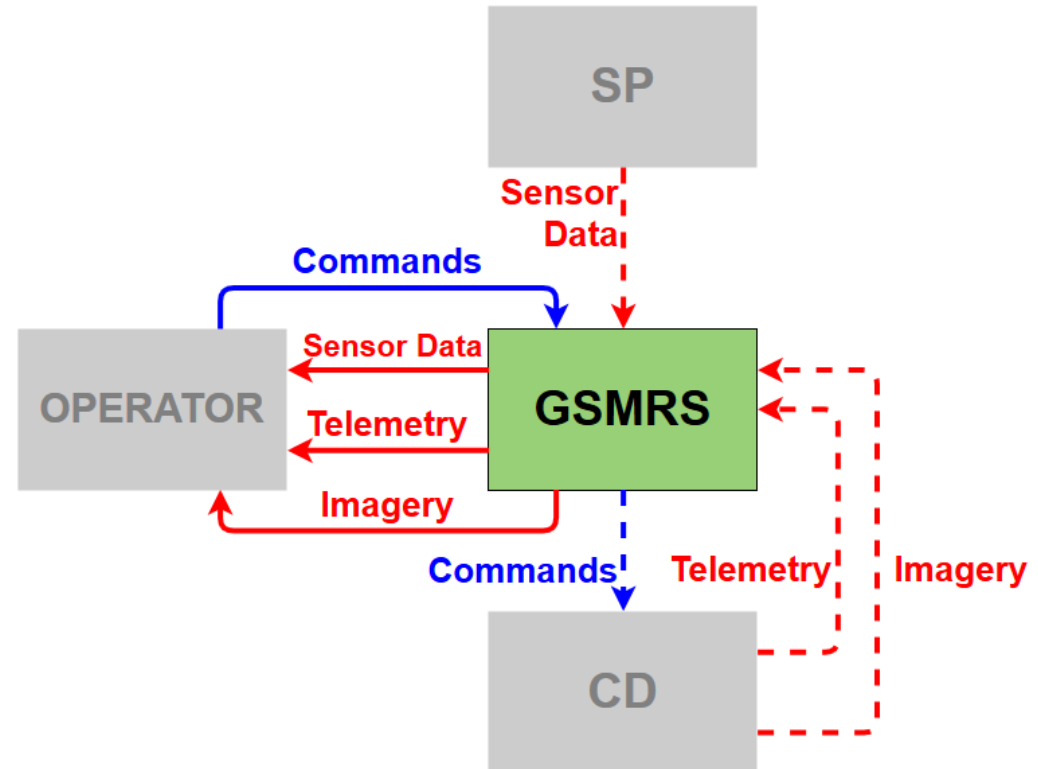 SP
Sensor
Data
Commands
Sensor Data
OPERATOR
GSMRS
Telemetry
Imagery
Commands
Telemetry
Imagery
CD